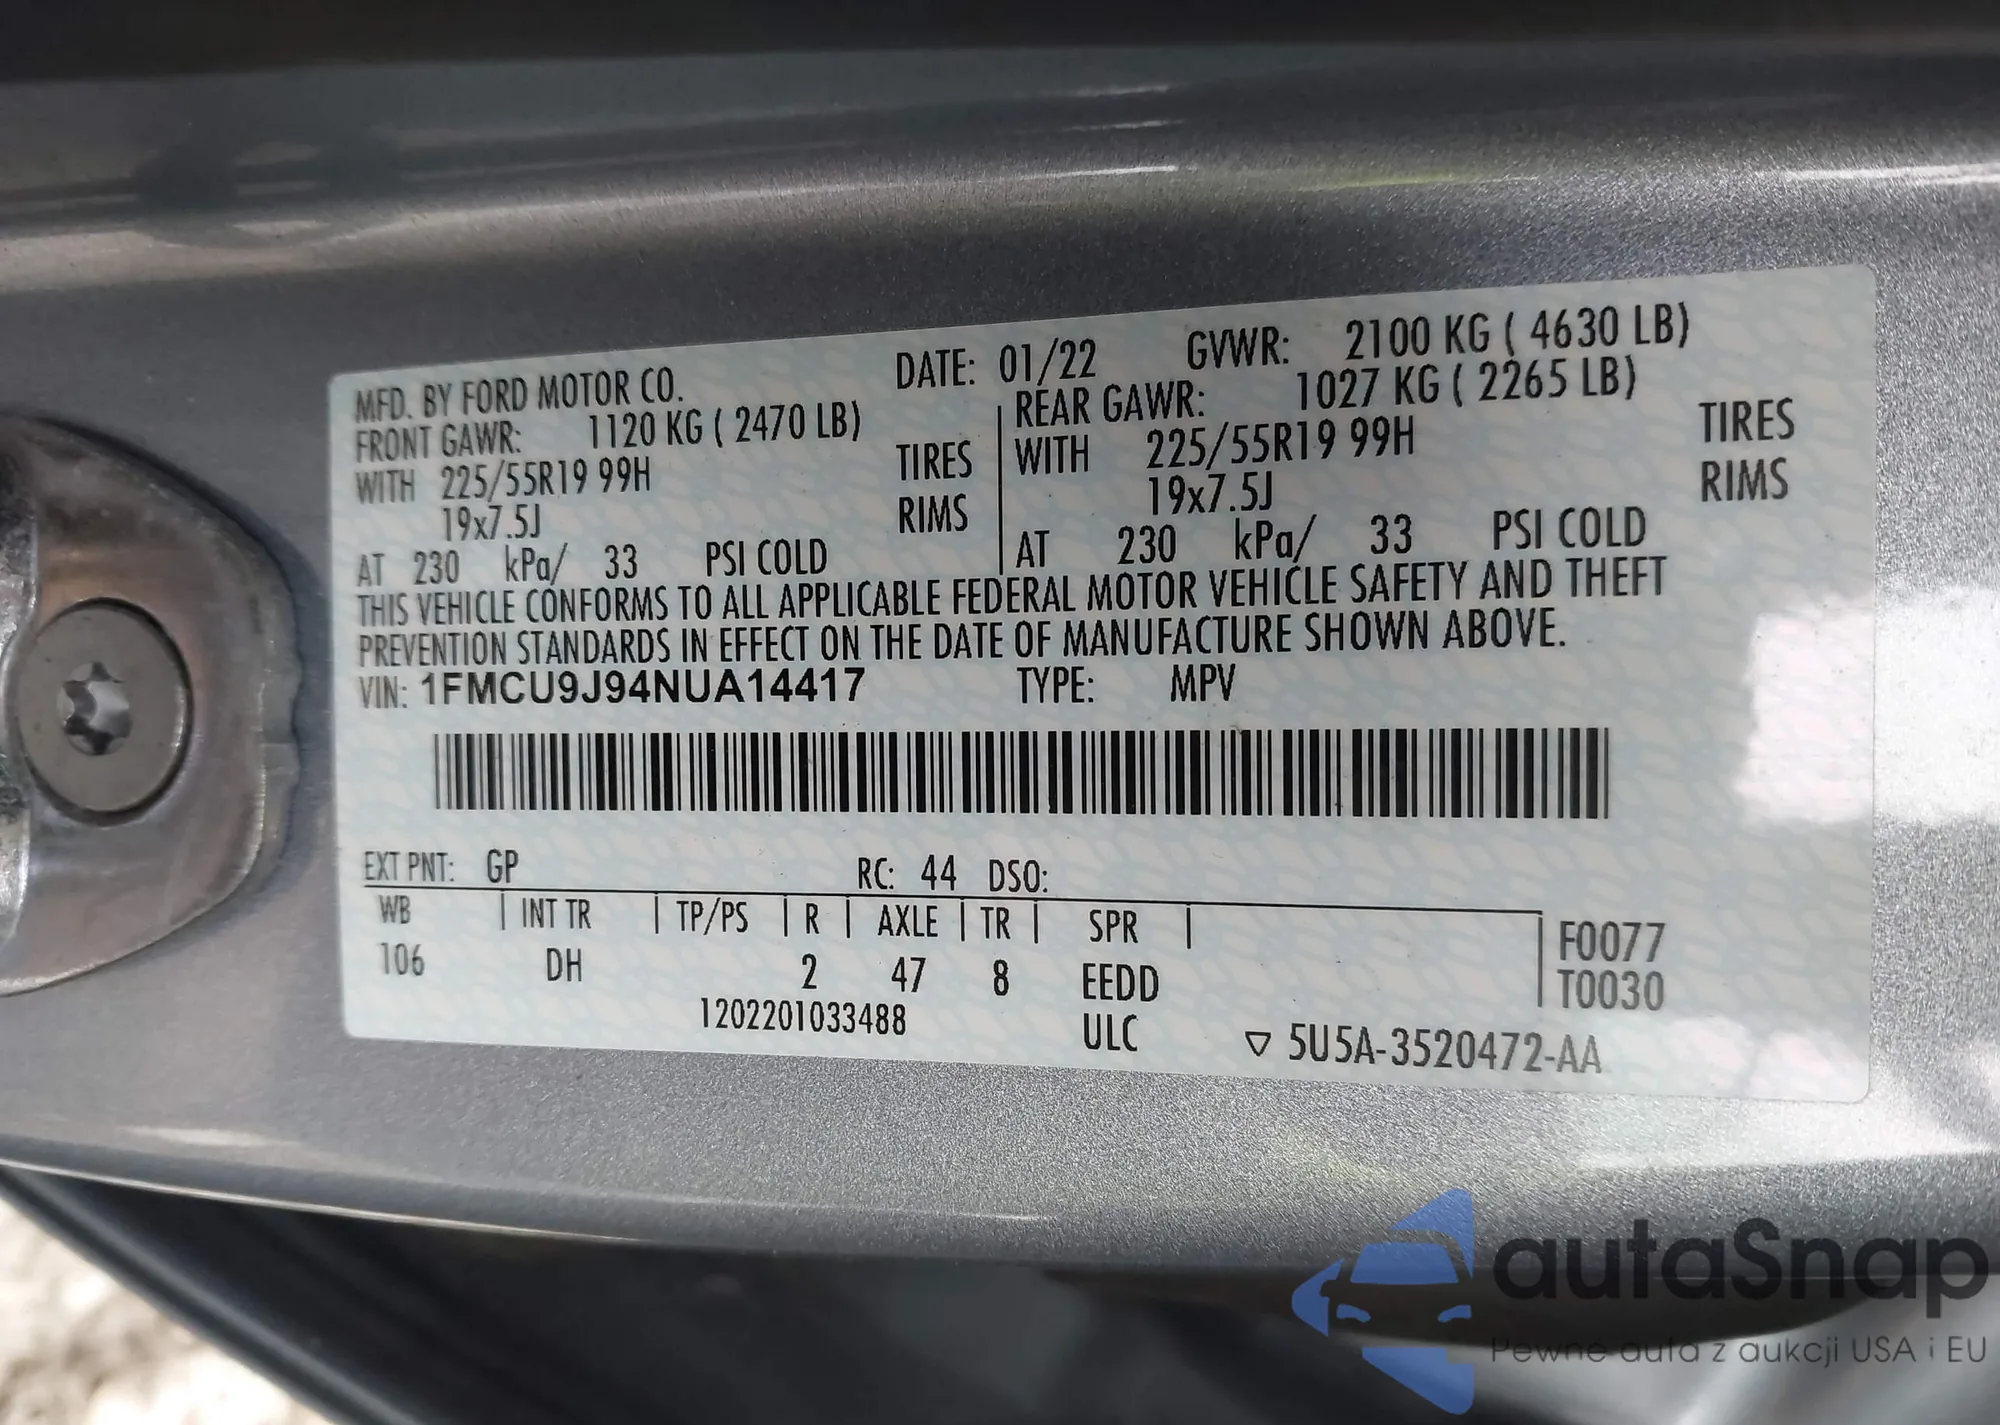 MFD. BY FORD MOTOR CO. DATE: 01/22 GVWR: 2100 KG ( 4630 LB)
FRONT GAWR: 1120 KG ( 2470 LB) REAR GAWR: 1027 KG ( 2265 LB)
WITH 225/55R19 99H TIRES WITH 225/55R19 99H TIRES
19x7.5J RIMS 19x7.5J RIMS
AT 230 kPa/ 33 PSI COLD AT 230 kPa/ 33 PSI COLD
THIS VEHICLE CONFORMS TO ALL APPLICABLE FEDERAL MOTOR VEHICLE SAFETY AND THEFT
PREVENTION STANDARDS IN EFFECT ON THE DATE OF MANUFACTURE SHOWN ABOVE.
VIN: 1FMCU9J94NUA14417 TYPE: MPV
EXT PNT: GP RC: 44 DSO:
WB INT TR TP/PS R AXLE TR SPR F0077
106 DH 2 47 8 EEDD T0030
1202201033488 ULC ▽ 5U5A-3520472-AA
autaSnap
Pewne auta z aukcji USA i EU